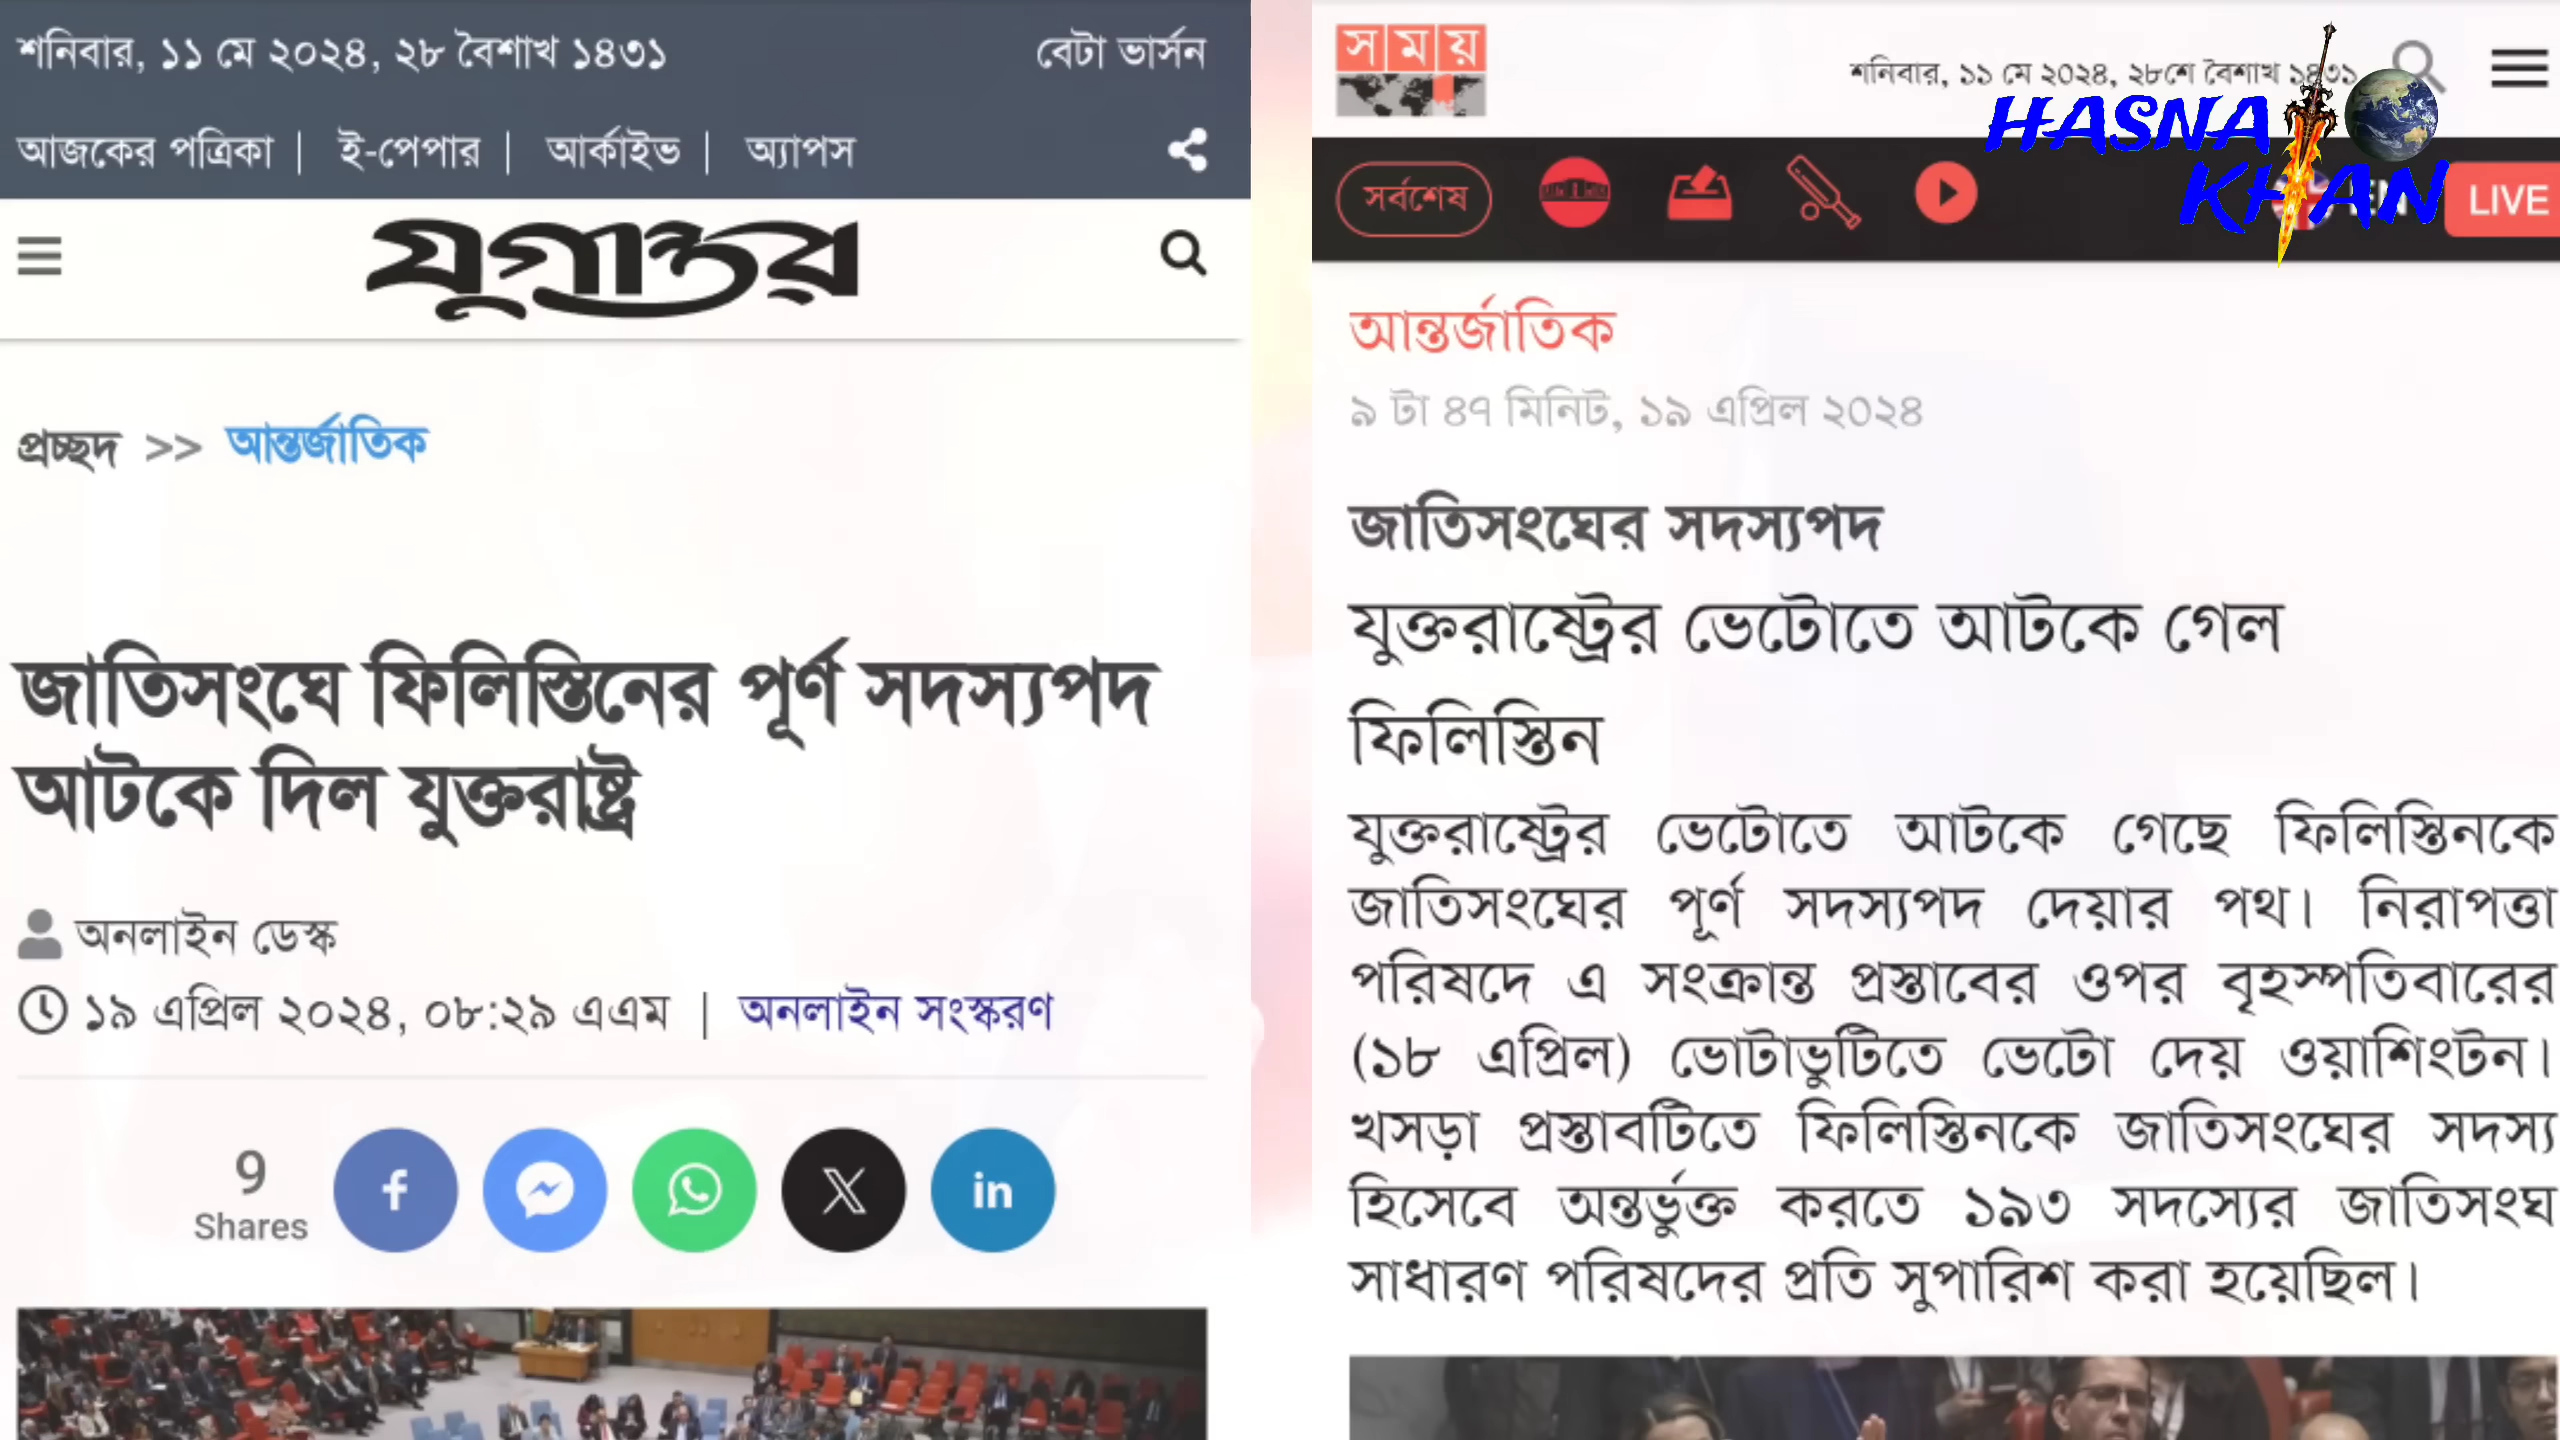 শনিবার, ১১ মে ২০২৪, ২৮ বৈশাখ ১৪৩১
বেটা ভার্সন
আজকের পত্রিকা | ই-পেপার | আর্কাইভ | অ্যাপস
যুগান্তর
প্রচ্ছদ >> আন্তর্জাতিক
জাতিসংঘে ফিলিস্তিনের পূর্ণ সদস্যপদ
আটকে দিল যুক্তরাষ্ট্র
অনলাইন ডেস্ক
১৯ এপ্রিল ২০২৪, ০৮:২৯ এএম | অনলাইন সংস্করণ
9
Shares
সময়
শনিবার, ১১ মে ২০২৪, ২৮শে বৈশাখ ১৪৩১
HASNA
KHAN
সর্বশেষ
EN
LIVE
আন্তর্জাতিক
৯ টা ৪৭ মিনিট, ১৯ এপ্রিল ২০২৪
জাতিসংঘের সদস্যপদ
যুক্তরাষ্ট্রের ভেটোতে আটকে গেল
ফিলিস্তিন
যুক্তরাষ্ট্রের ভেটোতে আটকে গেছে ফিলিস্তিনকে
জাতিসংঘের পূর্ণ সদস্যপদ দেয়ার পথ। নিরাপত্তা
পরিষদে এ সংক্রান্ত প্রস্তাবের ওপর বৃহস্পতিবারের
(১৮ এপ্রিল) ভোটাভুটিতে ভেটো দেয় ওয়াশিংটন।
খসড়া প্রস্তাবটিতে ফিলিস্তিনকে জাতিসংঘের সদস্য
হিসেবে অন্তর্ভুক্ত করতে ১৯৩ সদস্যের জাতিসংঘ
সাধারণ পরিষদের প্রতি সুপারিশ করা হয়েছিল।